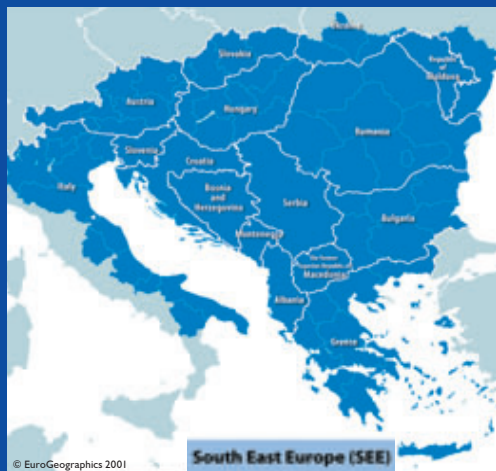 Ukraine
Slovakia
Republic
of
Moldova
Austria
Hungary
Romania
Slovenia
Croatia
Italy
Bosnia
and
Herzegovina
Serbia
Bulgaria
Montenegro
The former
Yugoslav Republic of
Macedonia
Albania
Greece
South East Europe (SEE)
© EuroGeographics 2001